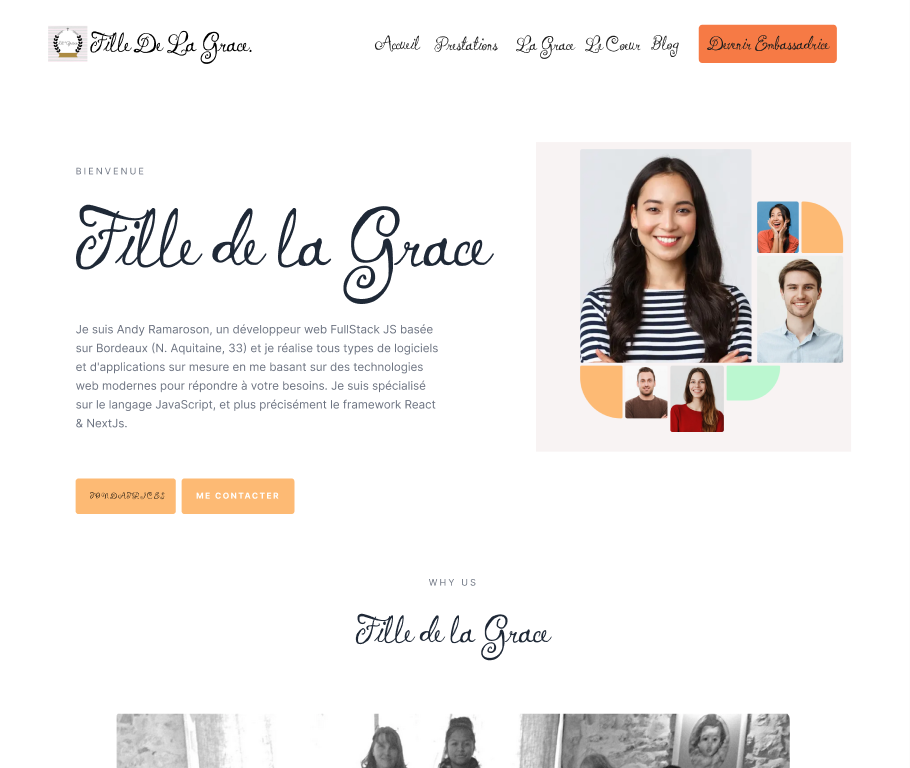 Fille De La Grace.
Accueil Prestations La Grace Le Coeur Blog Devenir Embassadrice
BIENVENUE
Fille de la Grace
Je suis Andy Ramaroson, un développeur web FullStack JS basée
sur Bordeaux (N. Aquitaine, 33) et je réalise tous types de logiciels
et d'applications sur mesure en me basant sur des technologies
web modernes pour répondre à votre besoins. Je suis spécialisé
sur le langage JavaScript, et plus précisément le framework React
& NextJs.
FONDATRICES ME CONTACTER
WHY US
Fille de la Grace